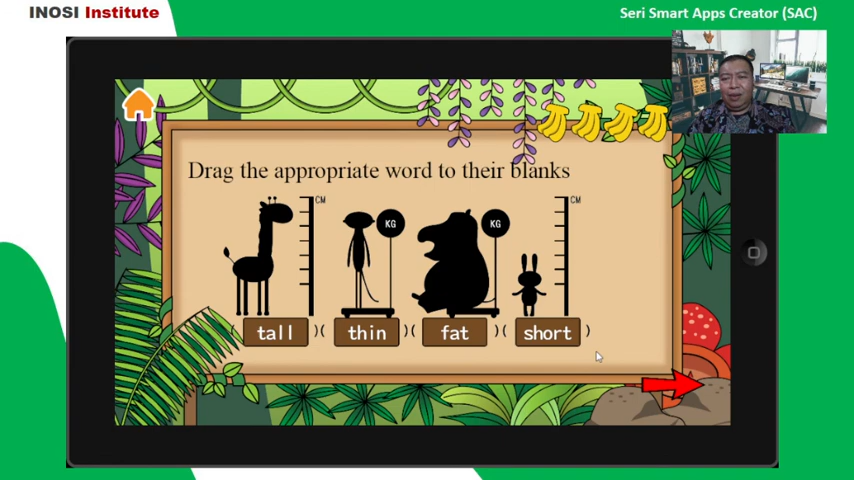 INOSI Institute
Seri Smart Apps Creator (SAC)
Drag the appropriate word to their blanks
CM KG KG CM
( tall )( thin )( fat )( short )